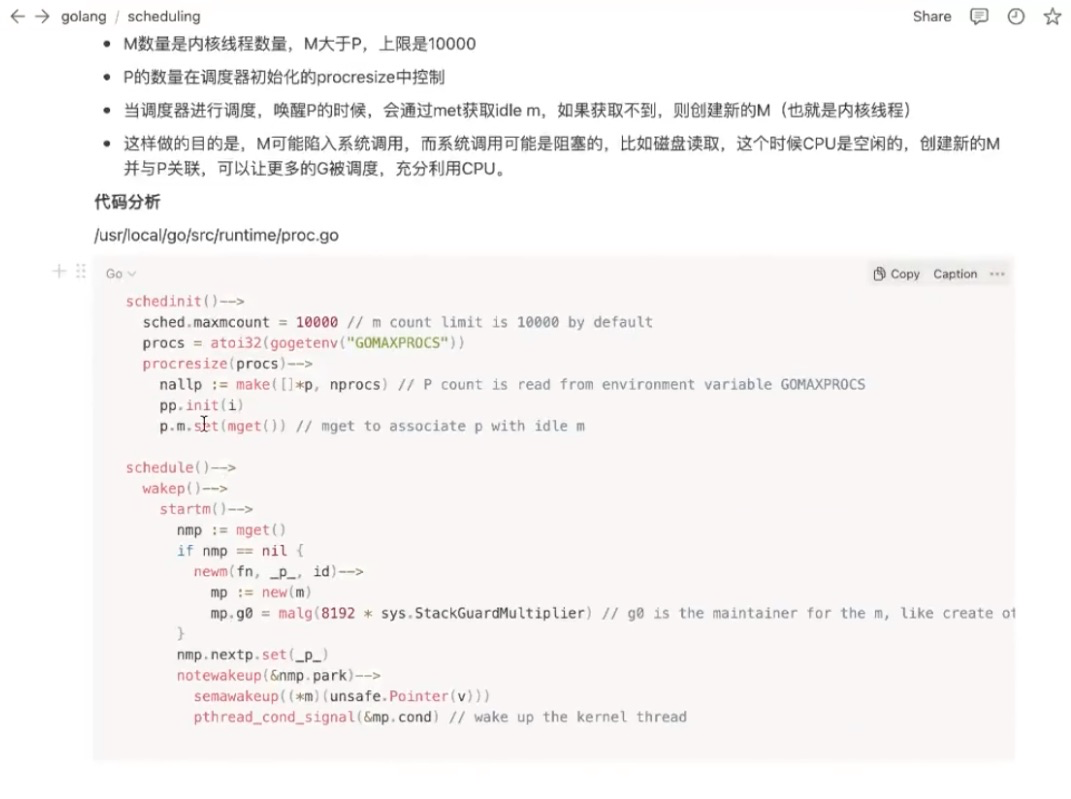 golang / scheduling Share
M数量是内核线程数量，M大于P，上限是10000
P的数量在调度器初始化的procresize中控制
当调度器进行调度，唤醒P的时候，会通过met获取idle m，如果获取不到，则创建新的M（也就是内核线程）
这样做的目的是，M可能陷入系统调用，而系统调用可能是阻塞的，比如磁盘读取，这个时候CPU是空闲的，创建新的M
并与P关联，可以让更多的G被调度，充分利用CPU。
代码分析
/usr/local/go/src/runtime/proc.go
Go Copy Caption
schedinit()-->
sched.maxmcount = 10000 // m count limit is 10000 by default
procs = atoi32(gogetenv("GOMAXPROCS"))
procresize(procs)-->
nallp := make([]*p, nprocs) // P count is read from environment variable GOMAXPROCS
pp.init(i)
p.m.set(mget()) // mget to associate p with idle m
schedule()-->
wakep()-->
startm()-->
nmp := mget()
if nmp == nil {
newm(fn, _p_, id)-->
mp := new(m)
mp.g0 = malg(8192 * sys.StackGuardMultiplier) // g0 is the maintainer for the m, like create ot
}
nmp.nextp.set(_p_)
notewakeup(&nmp.park)-->
semawakeup((*m)(unsafe.Pointer(v)))
pthread_cond_signal(&mp.cond) // wake up the kernel thread